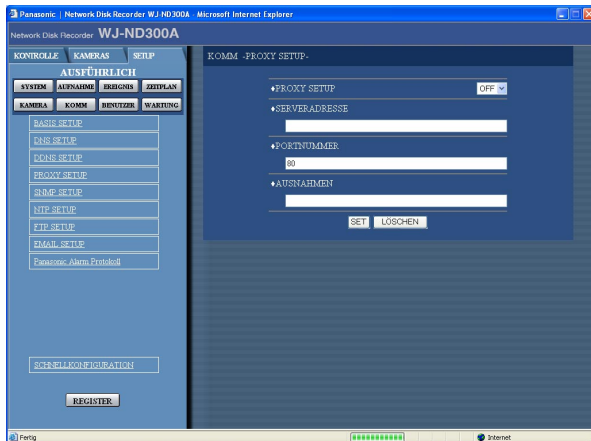 Panasonic | Network Disk Recorder WJ-ND300A - Microsoft Internet Explorer
Network Disk Recorder WJ-ND300A
KONTROLLE KAMERAS SETUP
AUSFÜHRLICH
SYSTEM AUFNAHME EREIGNIS ZEITPLAN
KAMERA KOMM BENUTZER WARTUNG
BASIS SETUP
DNS SETUP
DDNS SETUP
PROXY SETUP
SNMP SETUP
NTP SETUP
FTP SETUP
EMAIL SETUP
Panasonic Alarm Protokoll
SCHNELLKONFIGURATION
REGISTER
KOMM -PROXY SETUP-
♦PROXY SETUP OFF
♦SERVERADRESSE
♦PORTNUMMER
80
♦AUSNAHMEN
SET LÖSCHEN
Fertig Internet